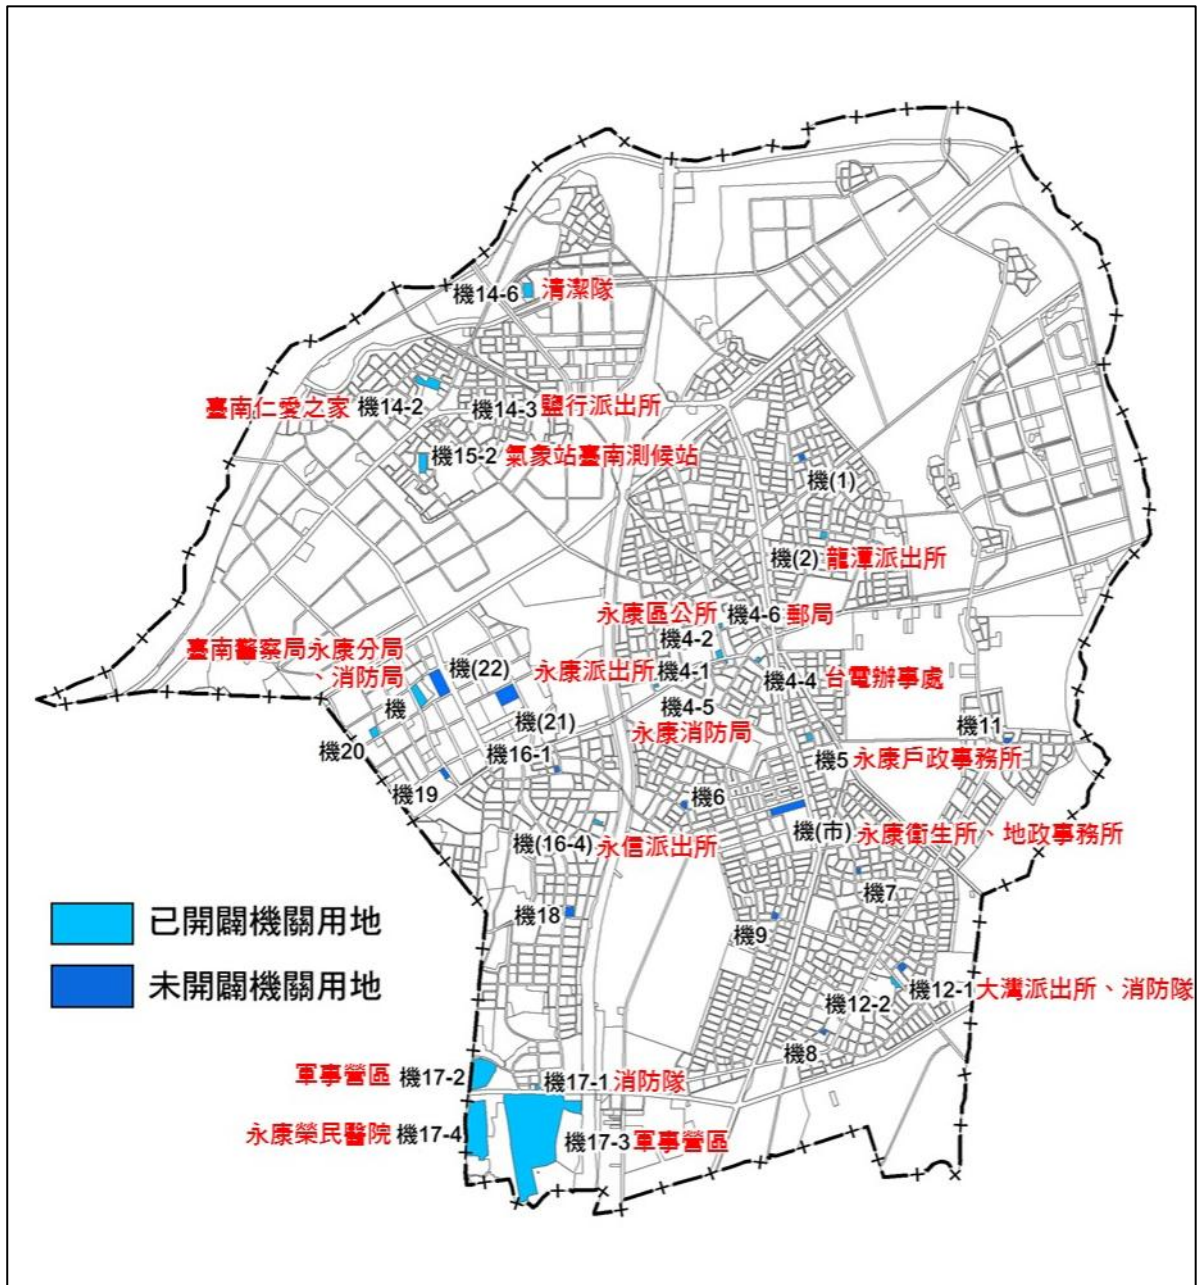 機14-6 清潔隊
臺南仁愛之家 機14-2
機14-3 鹽行派出所
機15-2 氣象站臺南測候站
機(1)
機(2) 龍潭派出所
永康區公所
機4-6 郵局
機4-2
臺南警察局永康分局
、消防局
機(22)
永康派出所 機4-1
機4-4 台電辦事處
機
機4-5
機(21)
永康消防局
機11
機20
機16-1
機5 永康戶政事務所
機19
機6
機(市) 永康衛生所、地政事務所
機(16-4) 永信派出所
機7
已開闢機關用地
機18
機9
未開闢機關用地
機12-1 大灣派出所、消防隊
機12-2
機8
軍事營區 機17-2
機17-1 消防隊
永康榮民醫院 機17-4
機17-3 軍事營區